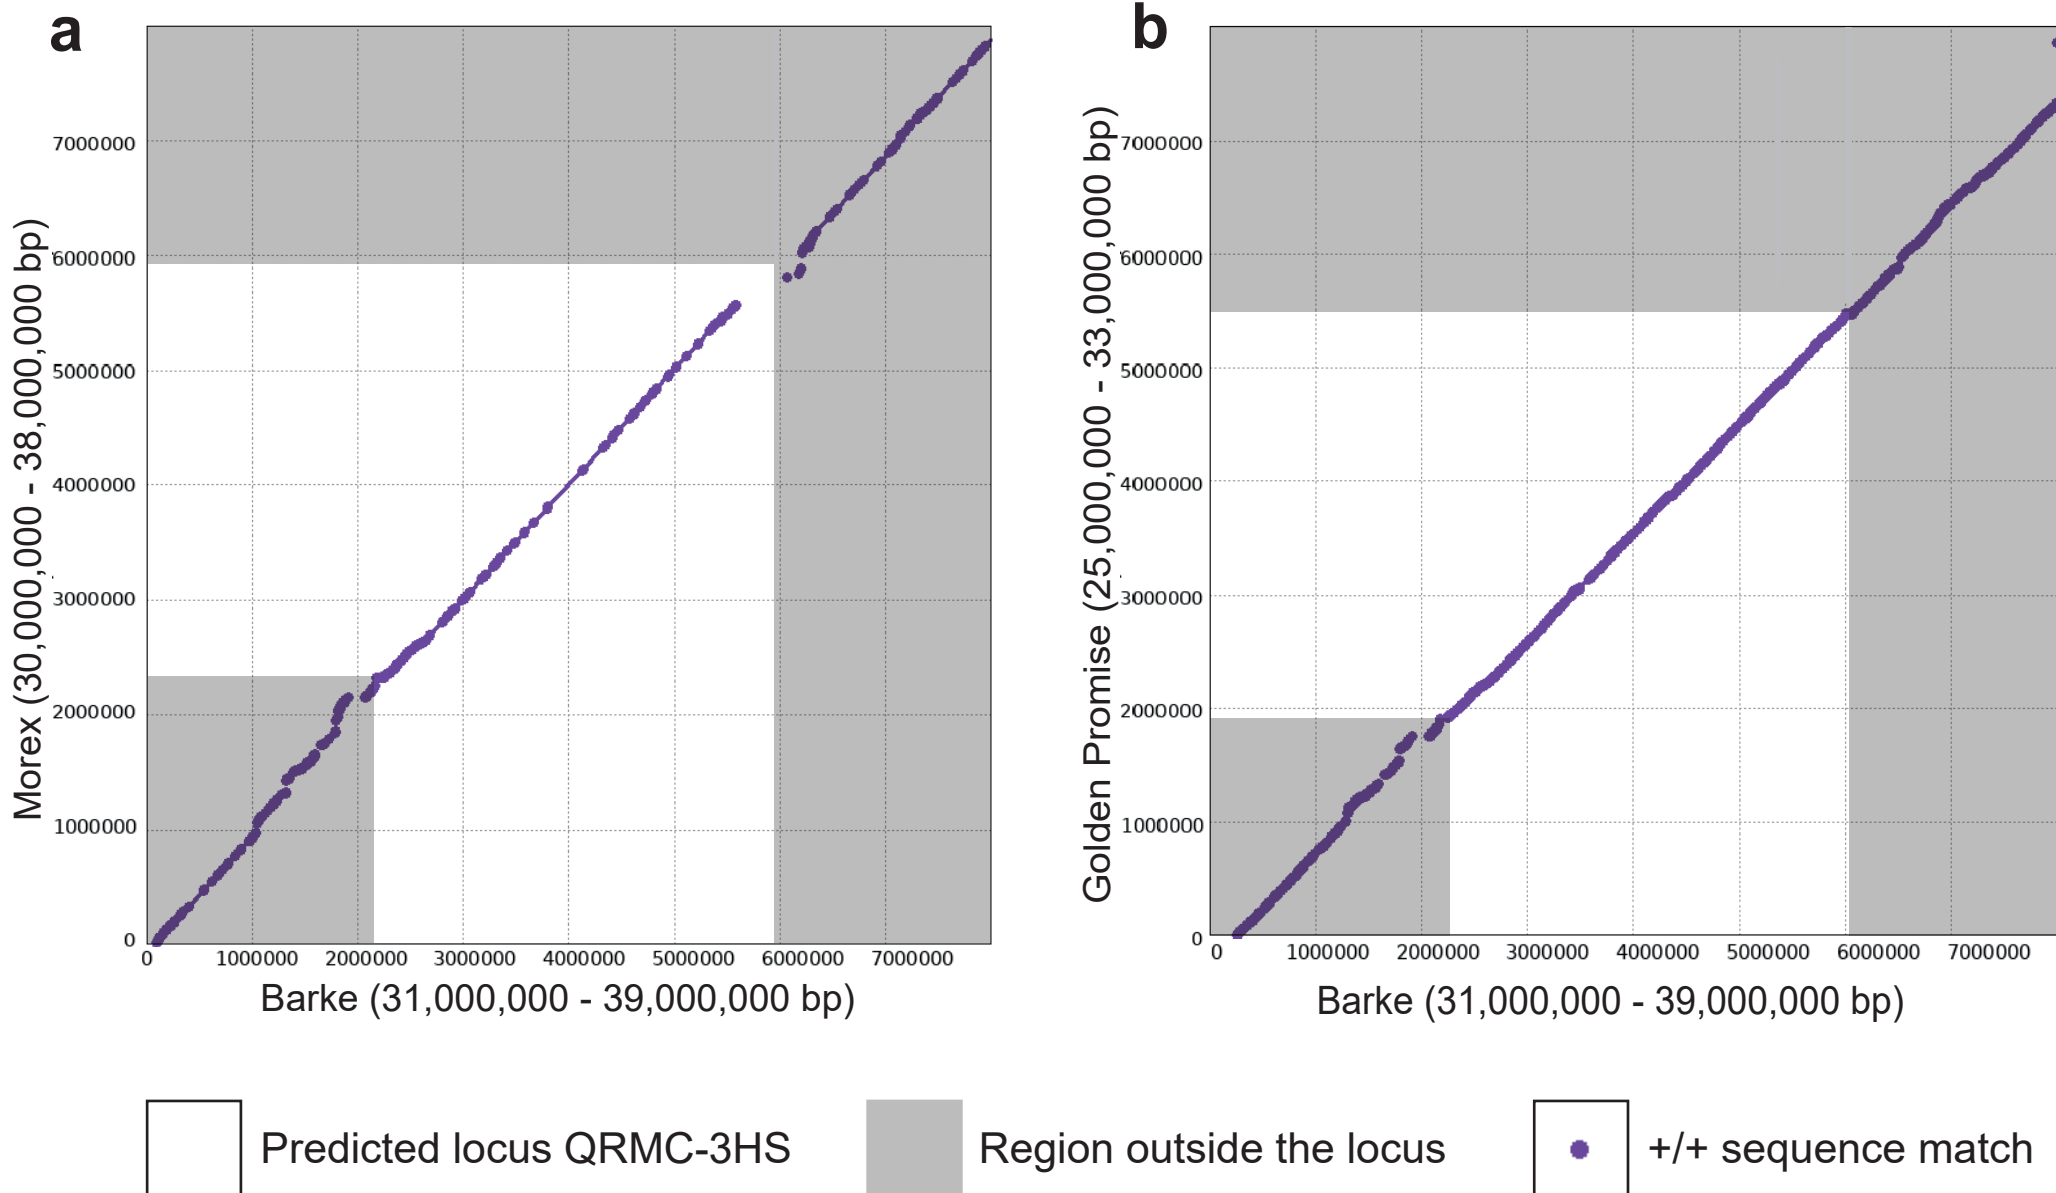 a
Morex (30,000,000 - 38,000,000 bp)
7000000
6000000
5000000
4000000
3000000
2000000
1000000
0
0 1000000 2000000 3000000 4000000 5000000 6000000 7000000
Barke (31,000,000 - 39,000,000 bp)
b
Golden Promise (25,000,000 - 33,000,000 bp)
7000000
6000000
5000000
4000000
3000000
2000000
1000000
0
0 1000000 2000000 3000000 4000000 5000000 6000000 7000000
Barke (31,000,000 - 39,000,000 bp)
Predicted locus QRMC-3HS
Region outside the locus
+/+ sequence match